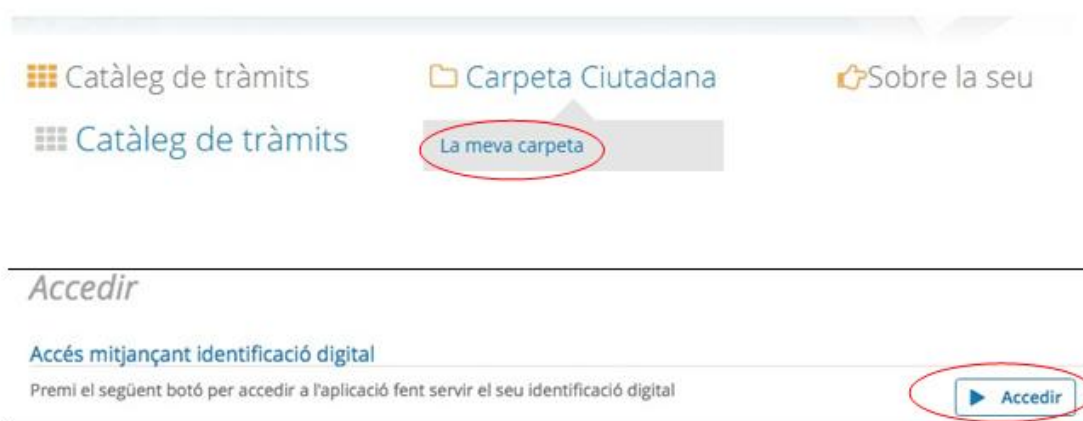 Catàleg de tràmits
Carpeta Ciutadana
Sobre la seu
Catàleg de tràmits
La meva carpeta
Accedir
Accés mitjançant identificació digital
Premi el següent botó per accedir a l'aplicació fent servir el seu identificació digital
Accedir